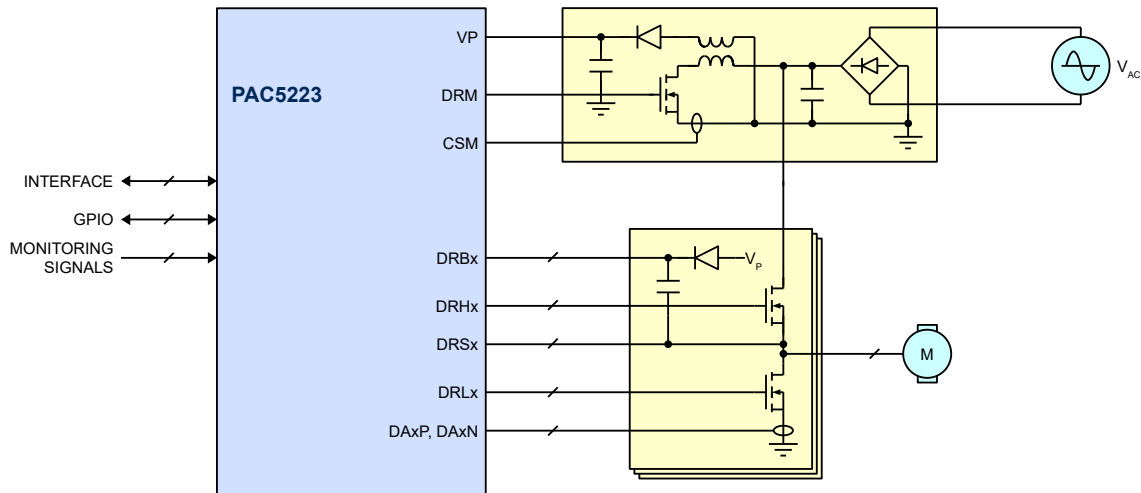 VP
PAC5223
DRM
CSM
V_AC
INTERFACE
GPIO
MONITORING
SIGNALS
DRBx
V_P
DRHx
DRSx
M
DRLx
DAxP, DAxN